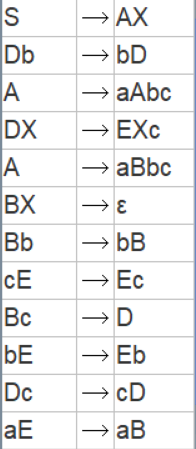 S → AX
Db → bD
A → aAbc
DX → EXc
A → aBbc
BX → ε
Bb → bB
cE → Ec
Bc → D
bE → Eb
Dc → cD
aE → aB